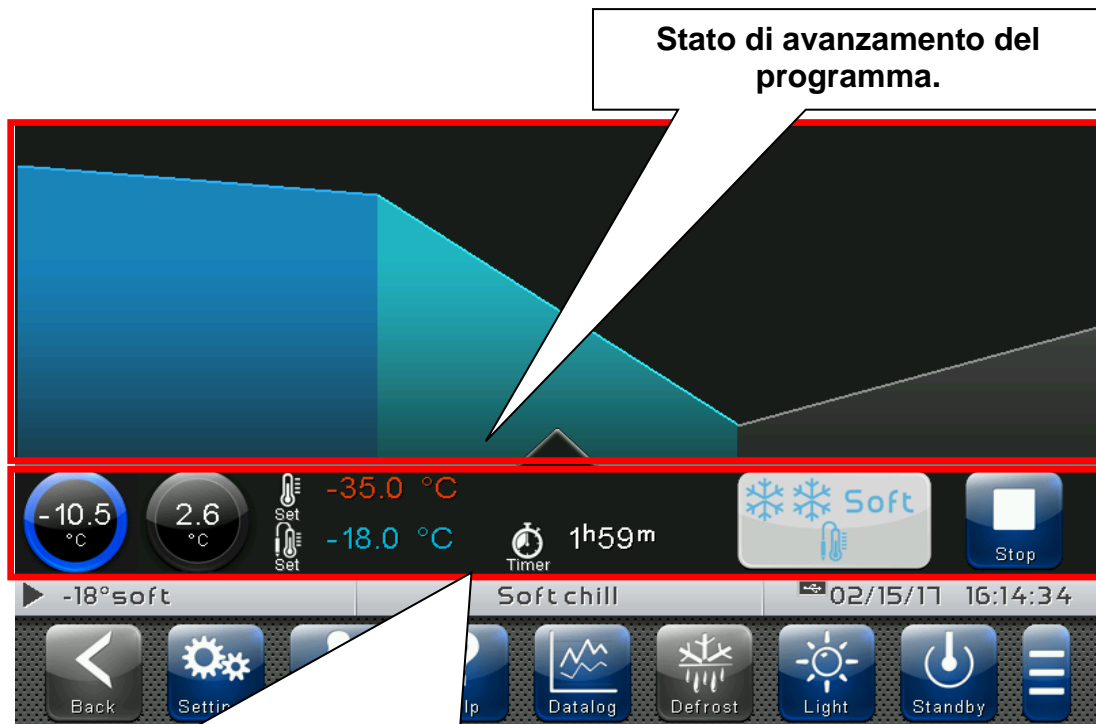 Stato di avanzamento del
programma.
-10.5
°C
2.6
°C
Set
-35.0 °C
Set
-18.0 °C
Timer
1h59m
Soft
Stop
-18°soft
Soft chill
02/15/17 16:14:34
Back
Datalog
Defrost
Light
Standby